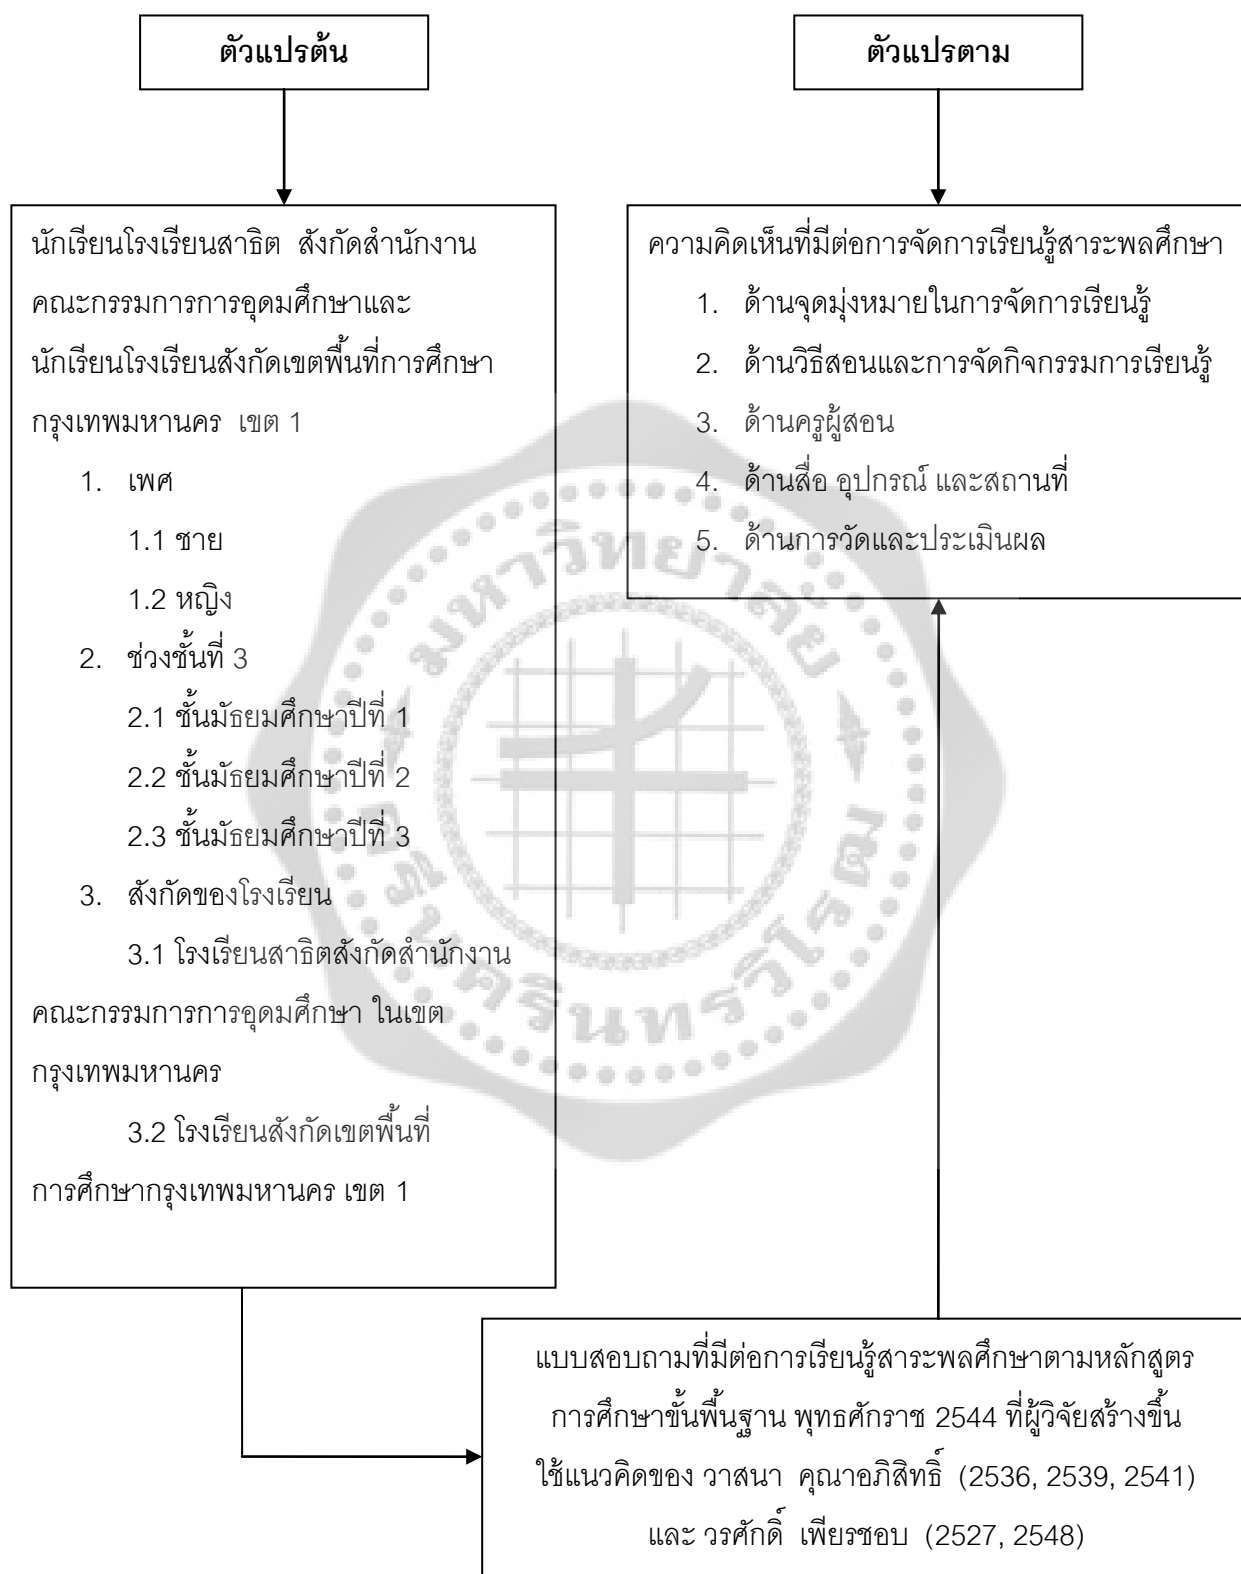 ตัวแปรต้น
ตัวแปรตาม
นักเรียนโรงเรียนสาธิต สังกัดสำนักงาน
คณะกรรมการการอุดมศึกษาและ
นักเรียนโรงเรียนสังกัดเขตพื้นที่การศึกษา
กรุงเทพมหานคร เขต 1
1. เพศ
1.1 ชาย
1.2 หญิง
2. ช่วงชั้นที่ 3
2.1 ชั้นมัธยมศึกษาปีที่ 1
2.2 ชั้นมัธยมศึกษาปีที่ 2
2.3 ชั้นมัธยมศึกษาปีที่ 3
3. สังกัดของโรงเรียน
3.1 โรงเรียนสาธิตสังกัดสำนักงาน
คณะกรรมการการอุดมศึกษา ในเขต
กรุงเทพมหานคร
3.2 โรงเรียนสังกัดเขตพื้นที่
การศึกษากรุงเทพมหานคร เขต 1
ความคิดเห็นที่มีต่อการจัดการเรียนรู้สาระพลศึกษา
1. ด้านจุดมุ่งหมายในการจัดการเรียนรู้
2. ด้านวิธีสอนและการจัดกิจกรรมการเรียนรู้
3. ด้านครูผู้สอน
4. ด้านสื่อ อุปกรณ์ และสถานที่
5. ด้านการวัดและประเมินผล
มหาวิทยาลัย
ศรีนครินทรวิโรฒ
แบบสอบถามที่มีต่อการเรียนรู้สาระพลศึกษาตามหลักสูตร
การศึกษาขั้นพื้นฐาน พุทธศักราช 2544 ที่ผู้วิจัยสร้างขึ้น
ใช้แนวคิดของ วาสนา คุณาอภิสิทธิ์ (2536, 2539, 2541)
และ วรศักดิ์ เพียรชอบ (2527, 2548)